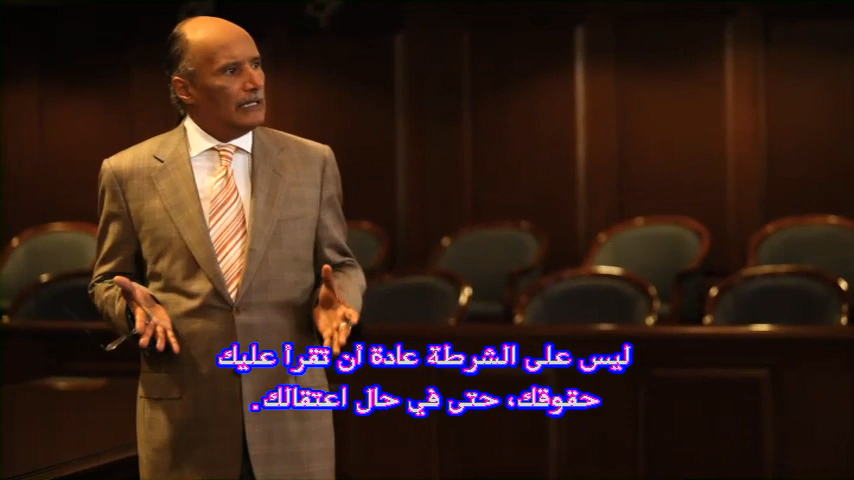 ليس على الشرطة عادة أن تقرأ عليك
حقوقك، حتى في حال اعتقالك.